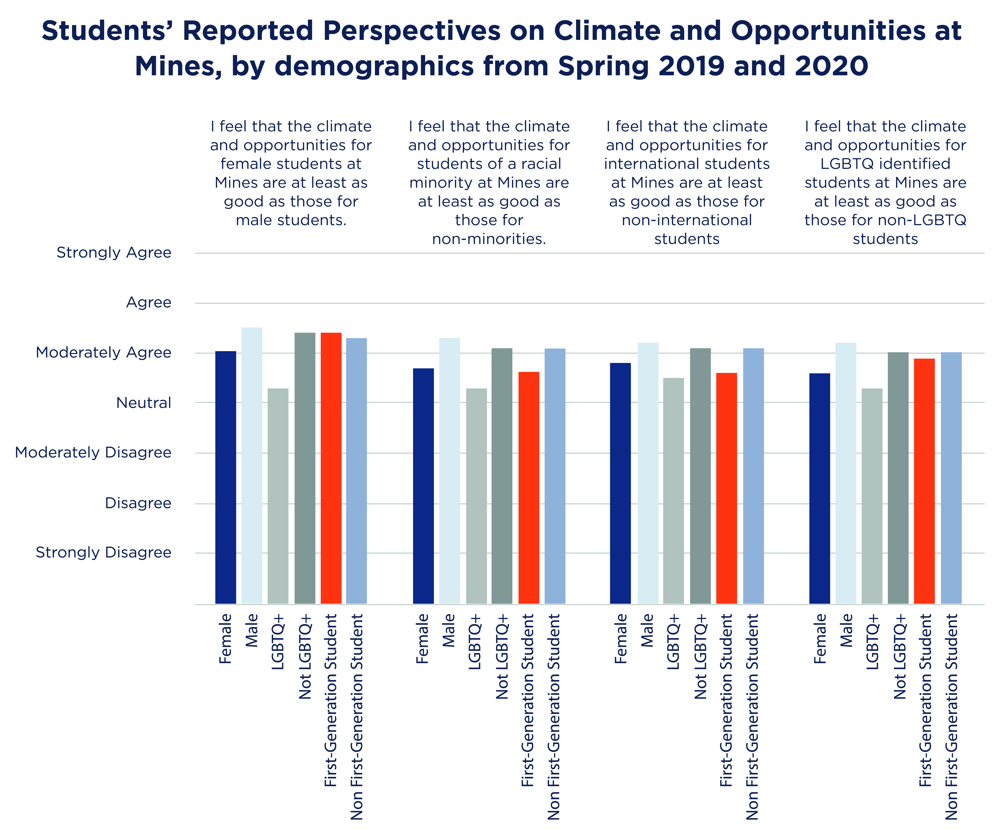 Students’ Reported Perspectives on Climate and Opportunities at
Mines, by demographics from Spring 2019 and 2020
I feel that the climate
and opportunities for
female students at
Mines are at least as
good as those for
male students.
I feel that the climate
and opportunities for
students of a racial
minority at Mines are
at least as good as
those for
non-minorities.
I feel that the climate
and opportunities for
international students
at Mines are at least
as good as those for
non-international
students
I feel that the climate
and opportunities for
LGBTQ identified
students at Mines are
at least as good as
those for non-LGBTQ
students
Strongly Agree
Agree
Moderately Agree
Neutral
Moderately Disagree
Disagree
Strongly Disagree
Female
Male
LGBTQ+
Not LGBTQ+
First-Generation Student
Non First-Generation Student
Female
Male
LGBTQ+
Not LGBTQ+
First-Generation Student
Non First-Generation Student
Female
Male
LGBTQ+
Not LGBTQ+
First-Generation Student
Non First-Generation Student
Female
Male
LGBTQ+
Not LGBTQ+
First-Generation Student
Non First-Generation Student